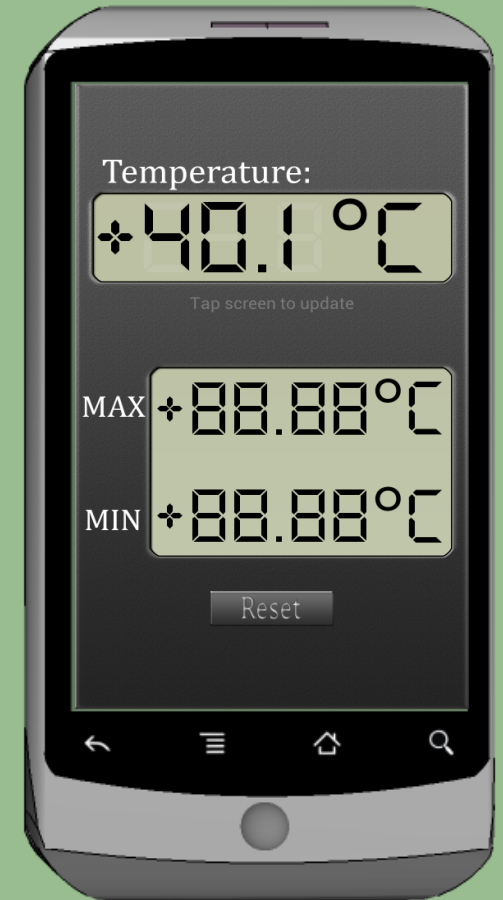 Temperature:
+40.1 °C
Tap screen to update
MAX +88.88°C
MIN +88.88°C
Reset